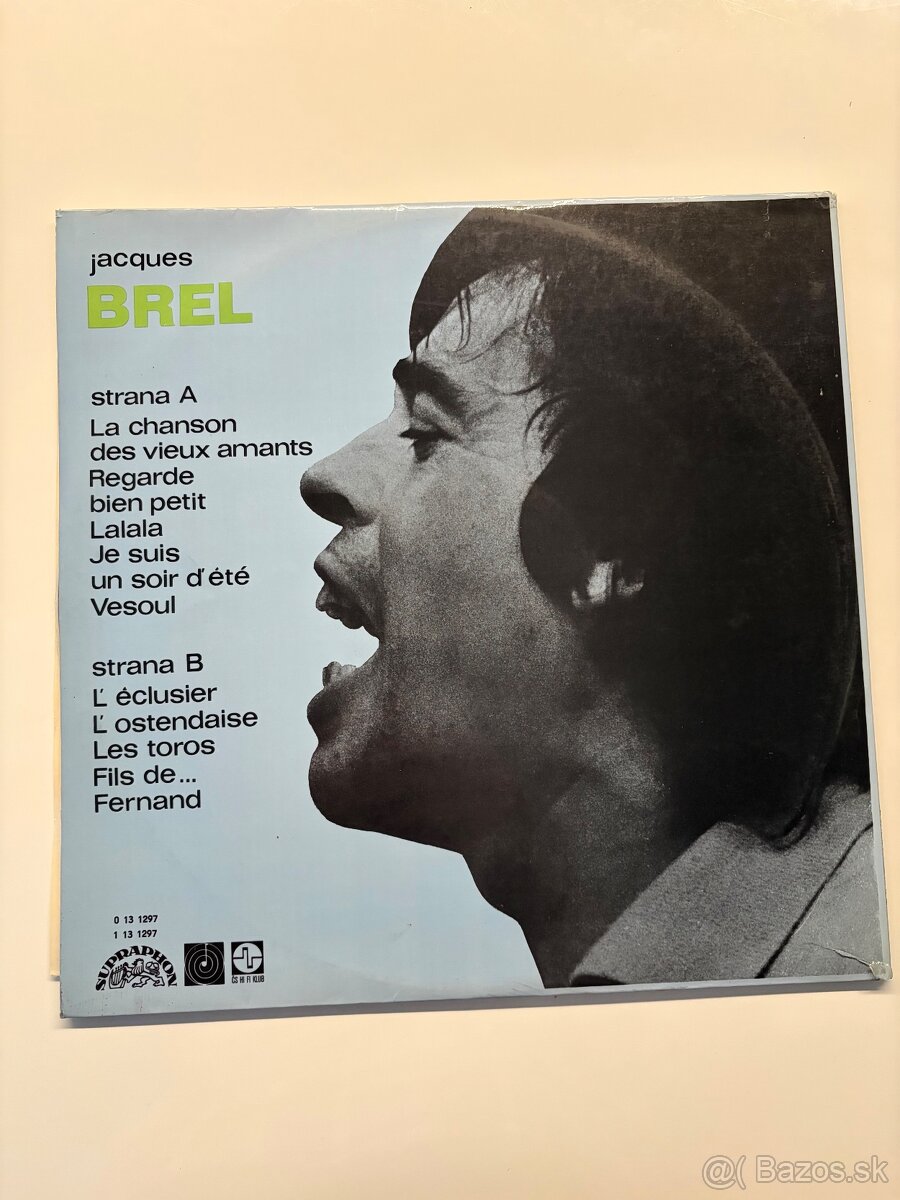 jacques
BREL
strana A
La chanson
des vieux amants
Regarde
bien petit
Lalala
Je suis
un soir d'été
Vesoul
strana B
L' éclusier
L' ostendaise
Les toros
Fils de...
Fernand
0 13 1297
1 13 1297
SUPRAPHON
ČS HI FI KLUB
@( Bazos.sk